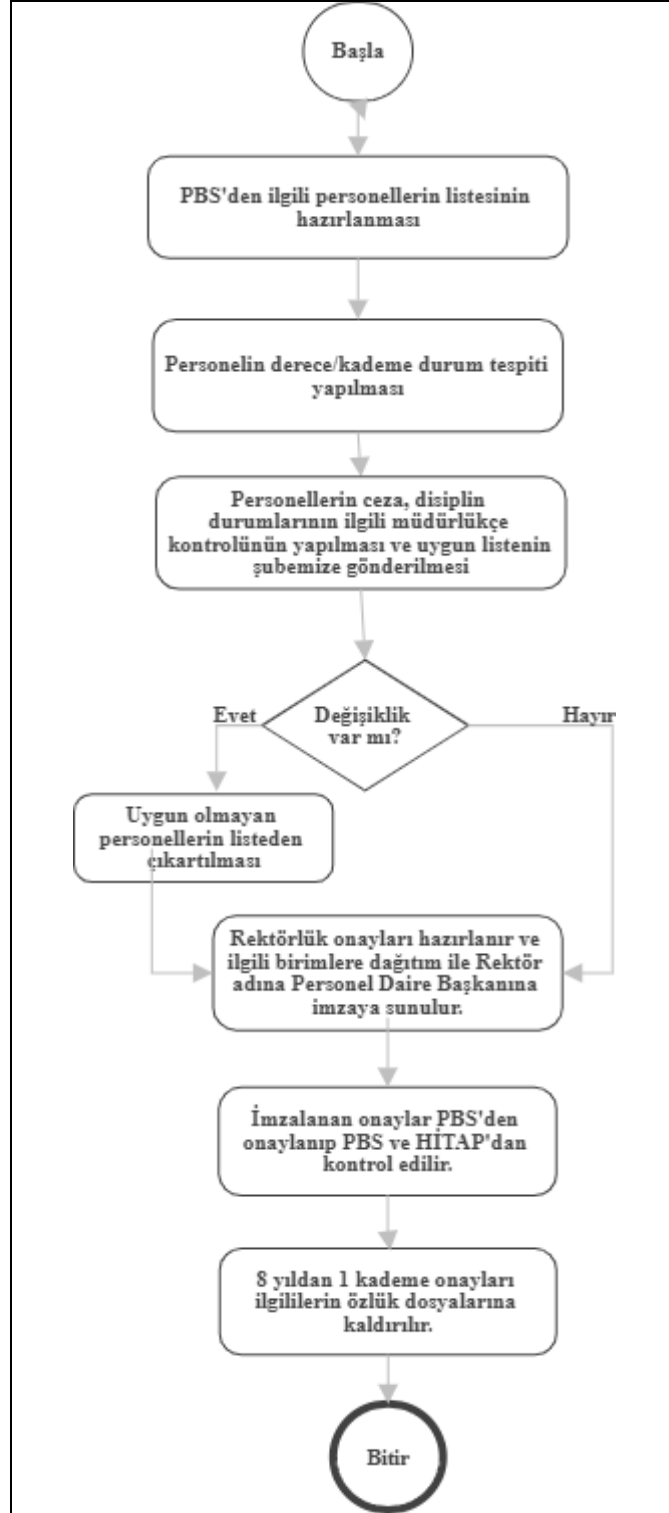 Başla
PBS'den ilgili personellerin listesinin
hazırlanması
Personelin derece/kademe durum tespiti
yapılması
Personellerin ceza, disiplin
durumlarının ilgili müdürlükçe
kontrolünün yapılması ve uygun listenin
şubemize gönderilmesi
Evet
Değişiklik
var mı?
Hayır
Uygun olmayan
personellerin listeden
çıkartılması
Rektörlük onayları hazırlanır ve
ilgili birimlere dağıtım ile Rektör
adına Personel Daire Başkanına
imzaya sunulur.
İmzalanan onaylar PBS'den
onaylanıp PBS ve HİTAP'dan
kontrol edilir.
8 yıldan 1 kademe onayları
ilgililerin özlük dosyalarına
kaldırılır.
Bitir